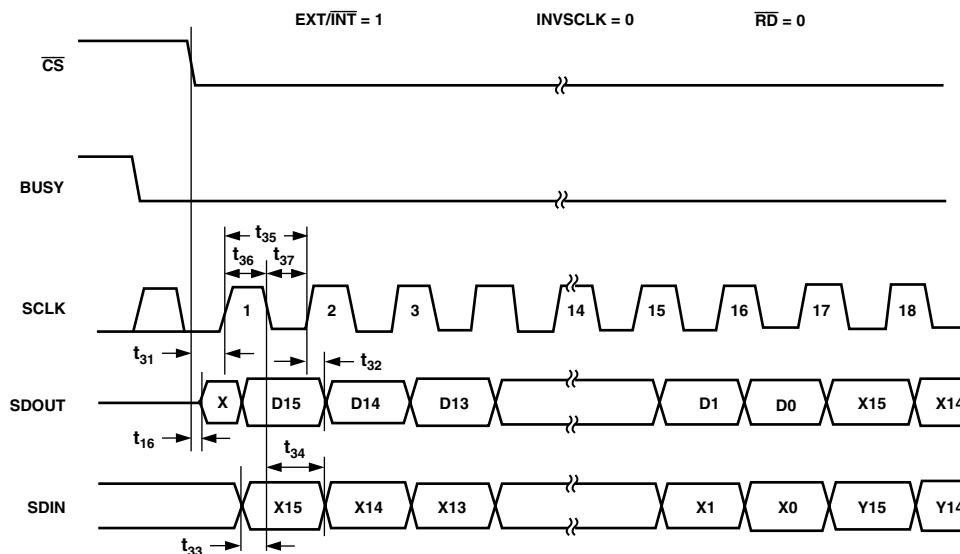 EXT/INT = 1 INVSCLK = 0 RD = 0
CS
BUSY
t35
t36 t37
SCLK 1 2 3 14 15 16 17 18
t31 t32
SDOUT X D15 D14 D13 D1 D0 X15 X14
t16
t34
SDIN X15 X14 X13 X1 X0 Y15 Y14
t33